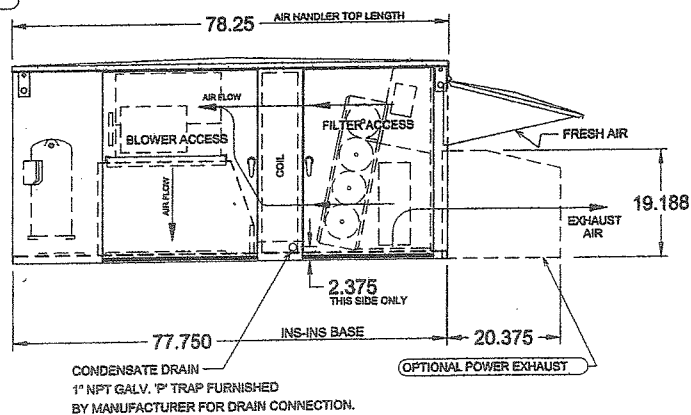 78.25
AIR HANDLER TOP LENGTH
AIR FLOW
BLOWER ACCESS
FILTER ACCESS
COIL
AIR FLOW
FRESH AIR
19.188
EXHAUST
AIR
2.375
THIS SIDE ONLY
77.750
INS-INS BASE
20.375
CONDENSATE DRAIN
1" NPT GALV. 'P' TRAP FURNISHED
BY MANUFACTURER FOR DRAIN CONNECTION.
OPTIONAL POWER EXHAUST